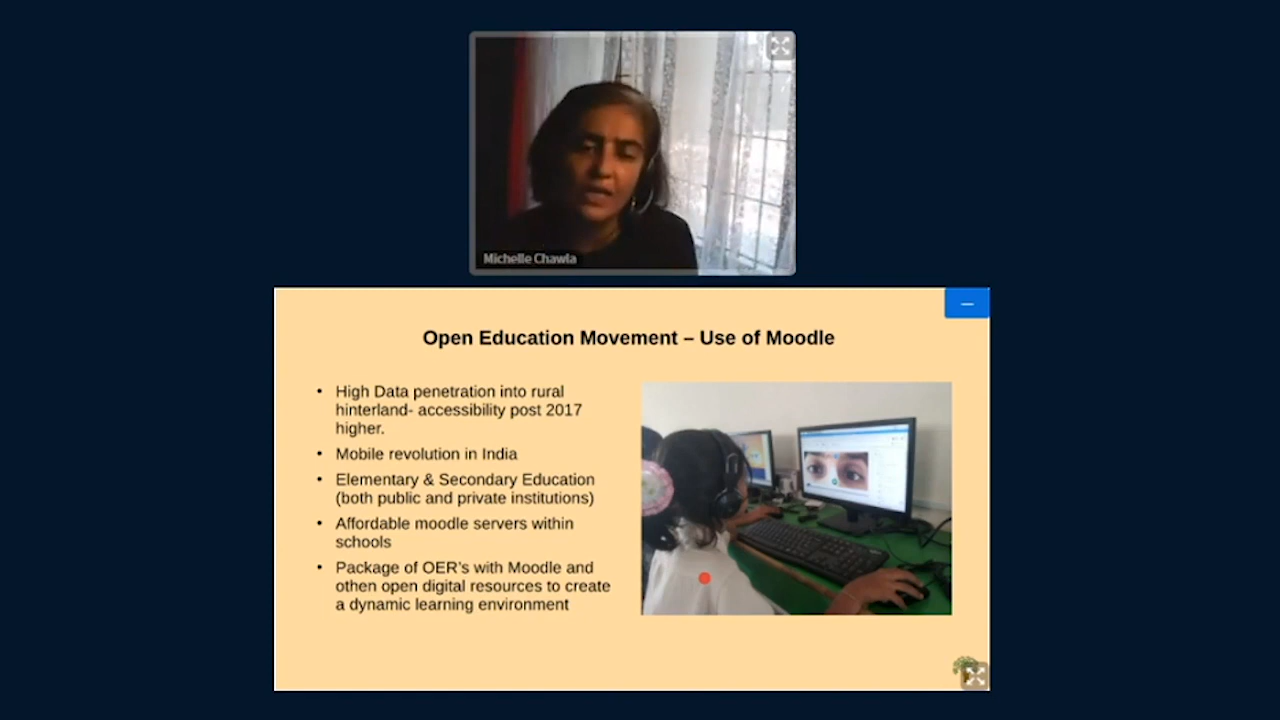 Michelle Chawla
Open Education Movement – Use of Moodle
• High Data penetration into rural
hinterland- accessibility post 2017
higher.
• Mobile revolution in India
• Elementary & Secondary Education
(both public and private institutions)
• Affordable moodle servers within
schools
• Package of OER's with Moodle and
othen open digital resources to create
a dynamic learning environment